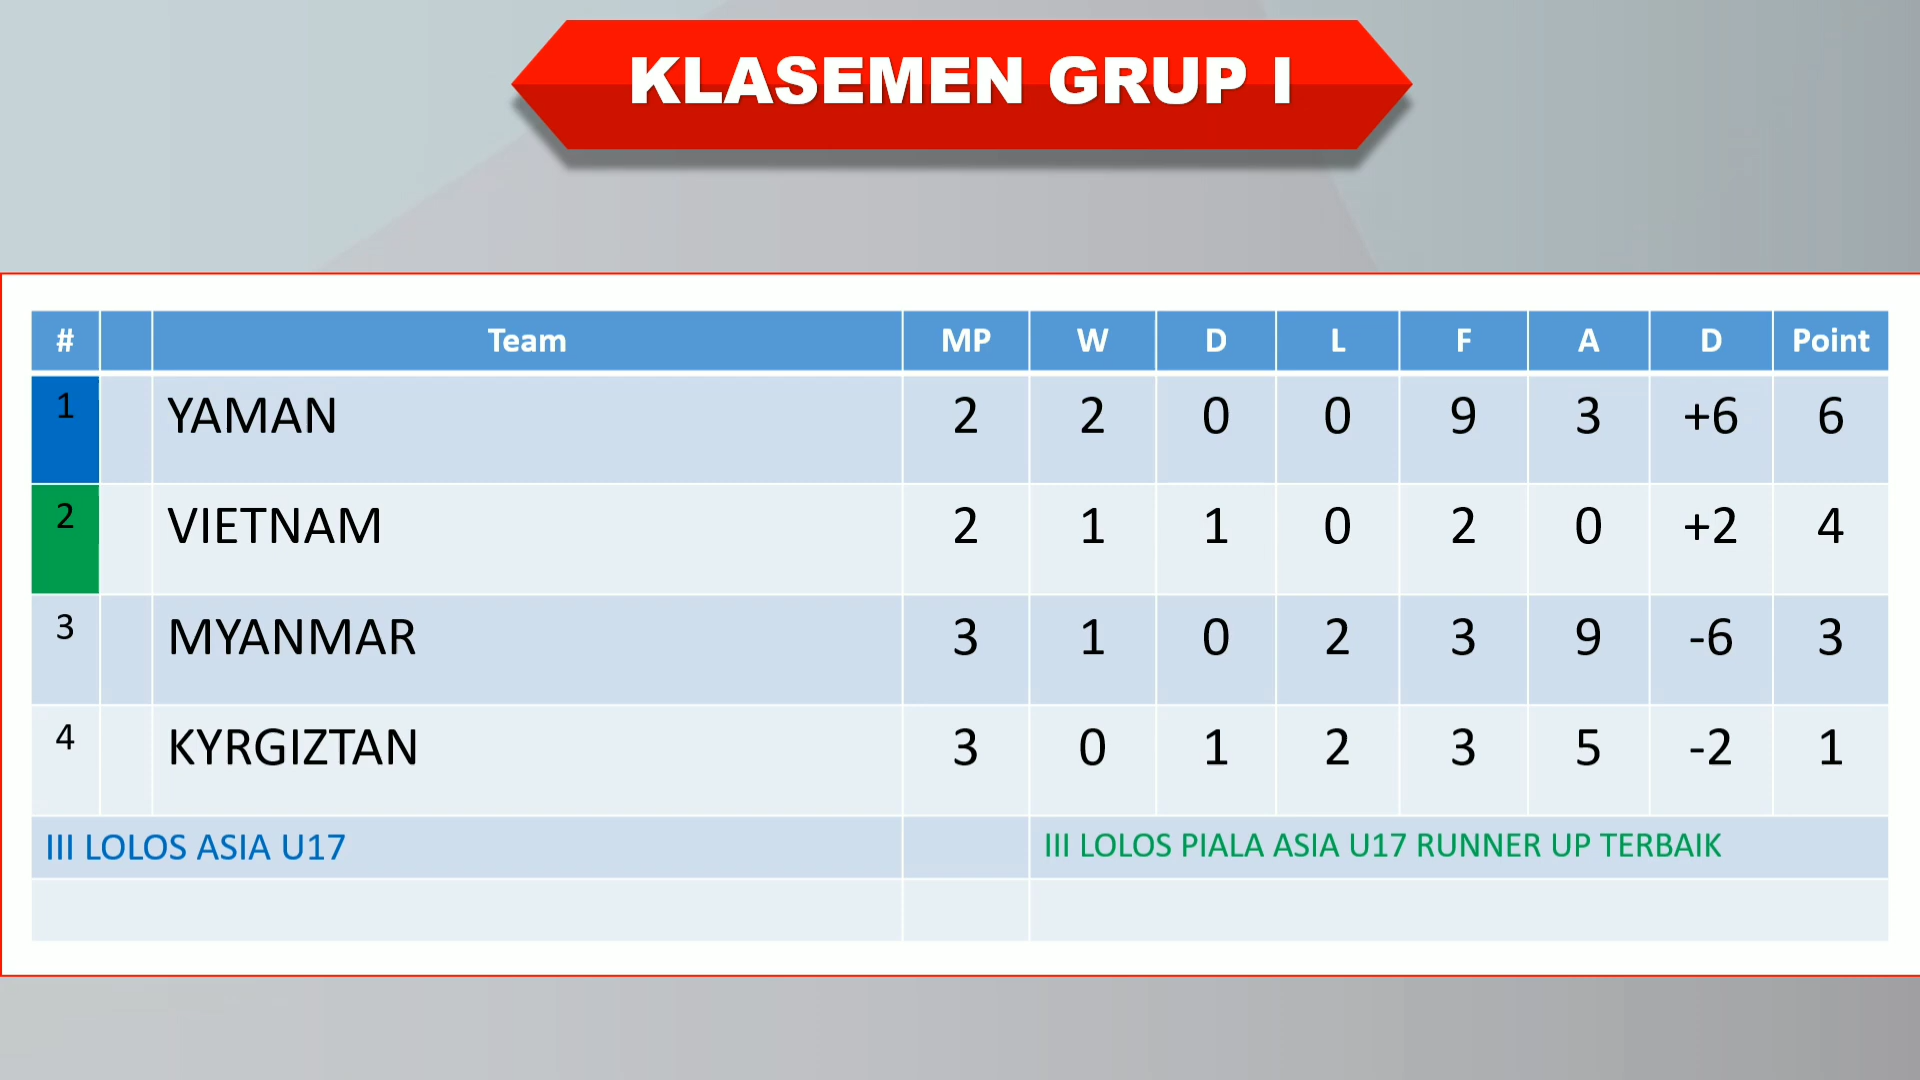 KLASEMEN GRUP I
# Team MP W D L F A D Point
1 YAMAN 2 2 0 0 9 3 +6 6
2 VIETNAM 2 1 1 0 2 0 +2 4
3 MYANMAR 3 1 0 2 3 9 -6 3
4 KYRGIZTAN 3 0 1 2 3 5 -2 1
III LOLOS ASIA U17 III LOLOS PIALA ASIA U17 RUNNER UP TERBAIK